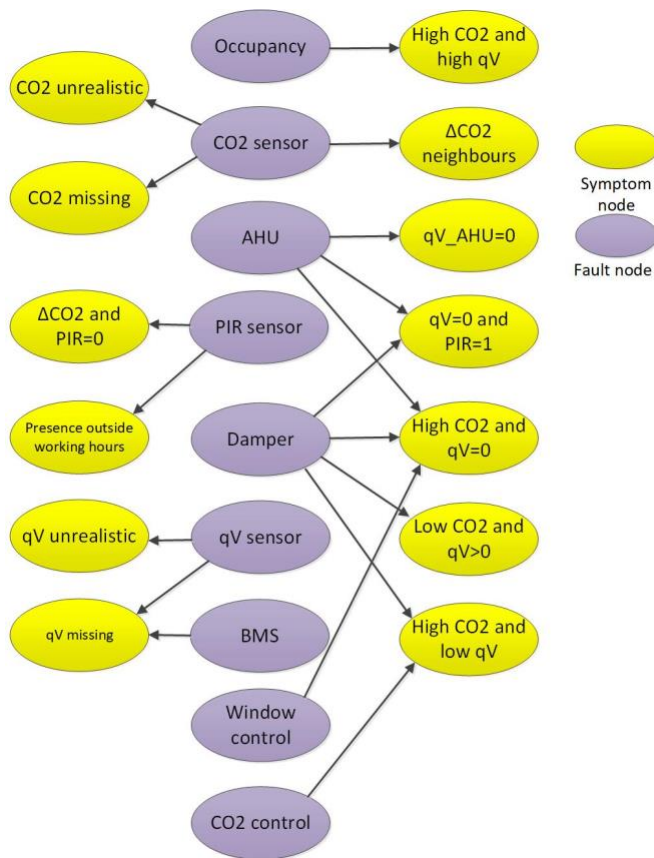 Occupancy
High CO2 and
high qV
CO2 unrealistic
CO2 sensor
ΔCO2
neighbours
CO2 missing
Symptom
node
AHU
qV_AHU=0
Fault node
ΔCO2 and
PIR=0
PIR sensor
qV=0 and
PIR=1
Presence outside
working hours
Damper
High CO2 and
qV=0
qV unrealistic
qV sensor
Low CO2 and
qV>0
qV missing
BMS
High CO2 and
low qV
Window
control
CO2 control